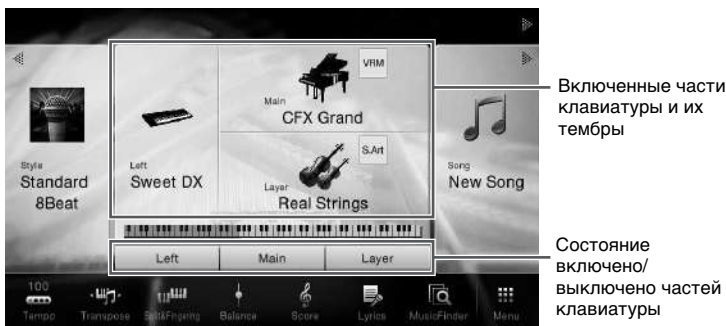 VRM
Main
CFX Grand
Style
Standard
8Beat
Left
Sweet DX
S.Art
Layer
Real Strings
Song
New Song
Left
Main
Layer
100
Tempo
Transpose
Split&Fingering
Balance
Score
Lyrics
MusicFinder
Menu
Включенные части
клавиатуры и их
тембры
Состояние
включено/
выключено частей
клавиатуры